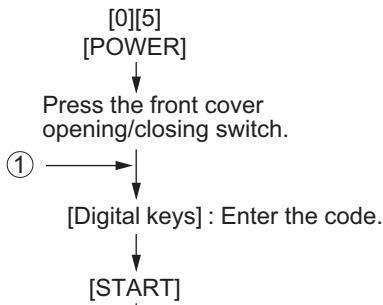 [0][5]
[POWER]
Press the front cover
opening/closing switch.
①
[Digital keys] : Enter the code.
[START]